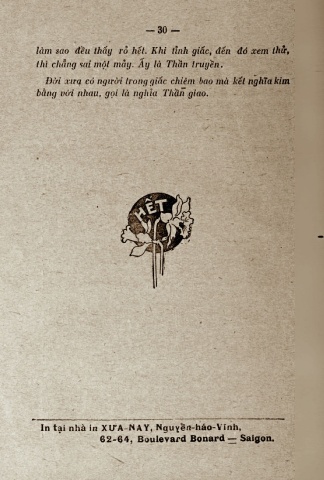 — 30 —
làm sao đều thấy rỏ hết. Khi tỉnh giấc, đến đó xem thử,
thì chẳng sai một mảy. Ấy là Thần truyền.
Đời xưa có người trong giấc chiêm bao mà kết nghĩa kim
bằng với nhau, gọi là nghĩa Thần giao.
HẾT
In tại nhà in XƯA-NAY, Nguyễn-háo-Vĩnh,
62-64, Boulevard Bonard — Saigon.